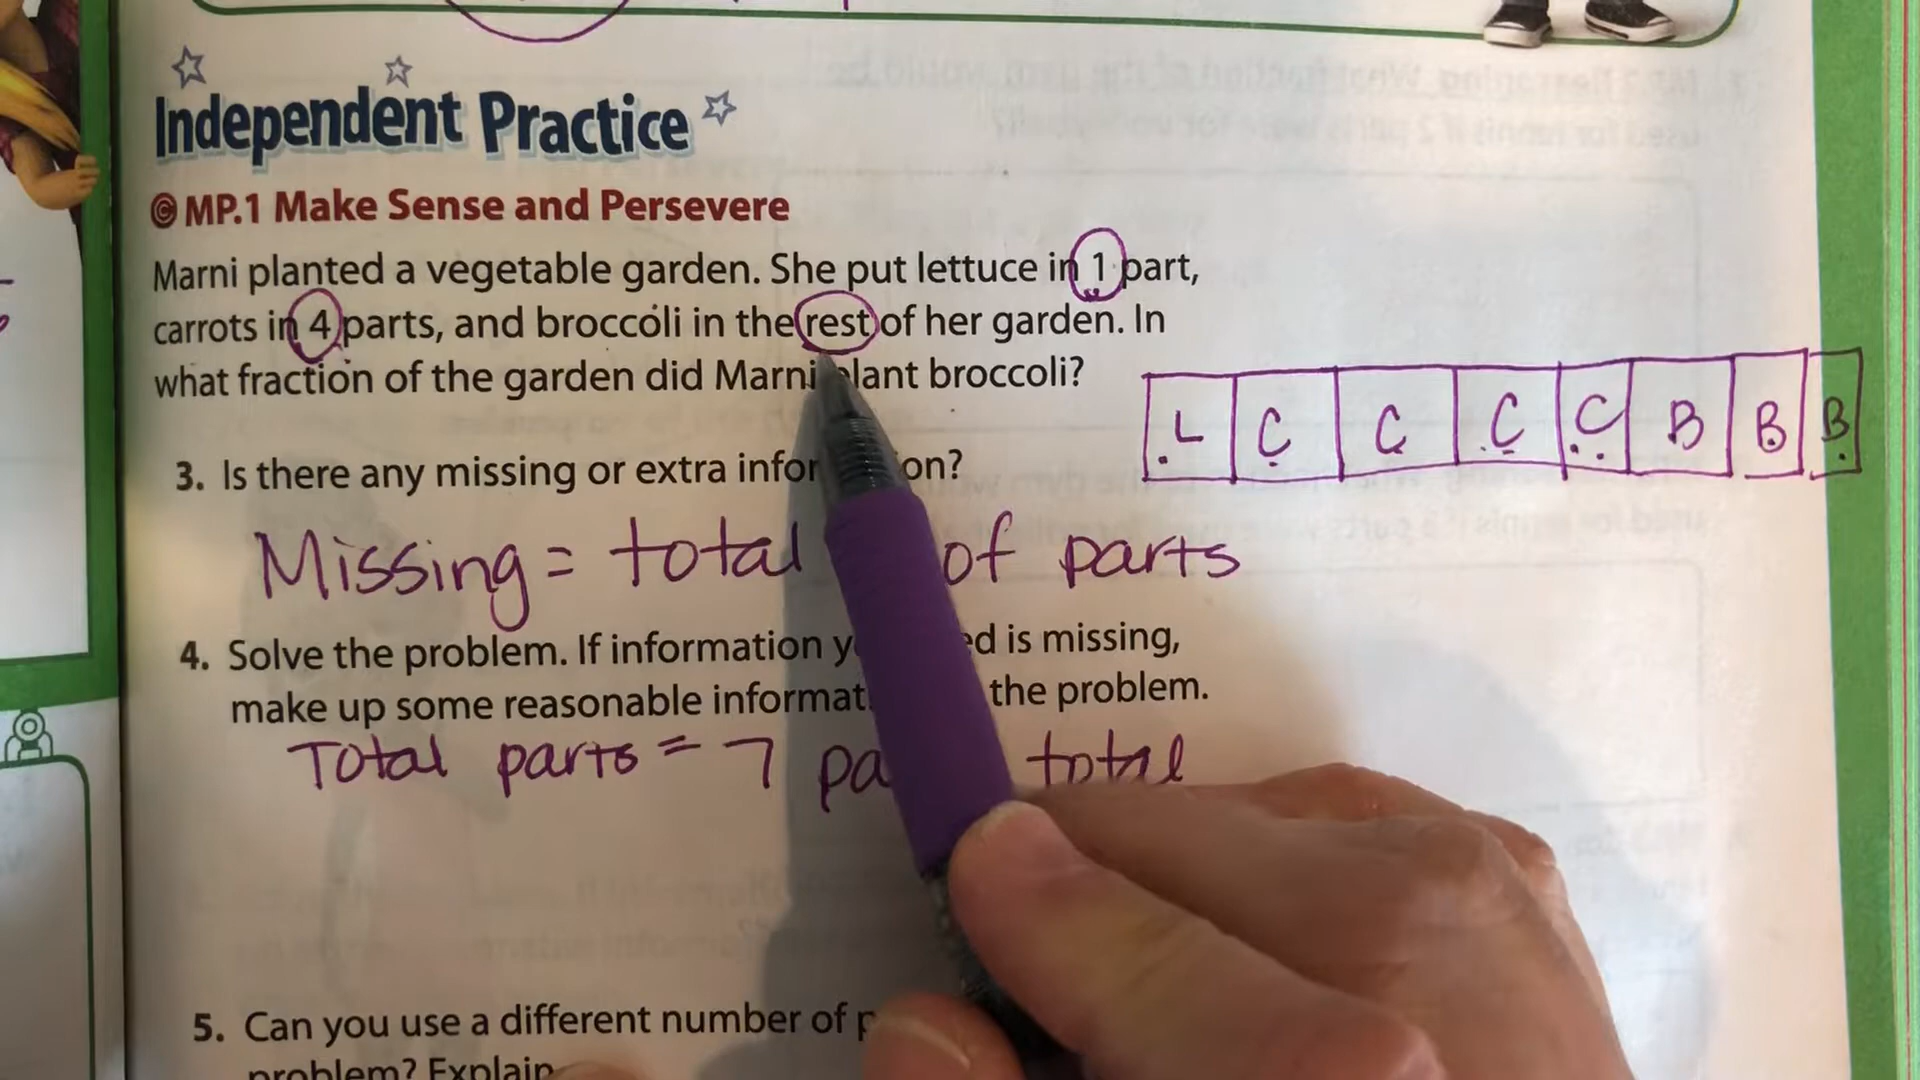 Independent Practice
MP.1 Make Sense and Persevere
Marni planted a vegetable garden. She put lettuce in 1 part,
carrots in 4 parts, and broccoli in the rest of her garden. In
what fraction of the garden did Marni plant broccoli?
L C C C C B B B
3. Is there any missing or extra infor on?
Missing = total of parts
4. Solve the problem. If information y ed is missing,
make up some reasonable informat the problem.
Total parts = 7 pa total
5. Can you use a different number of p
problem? Explain